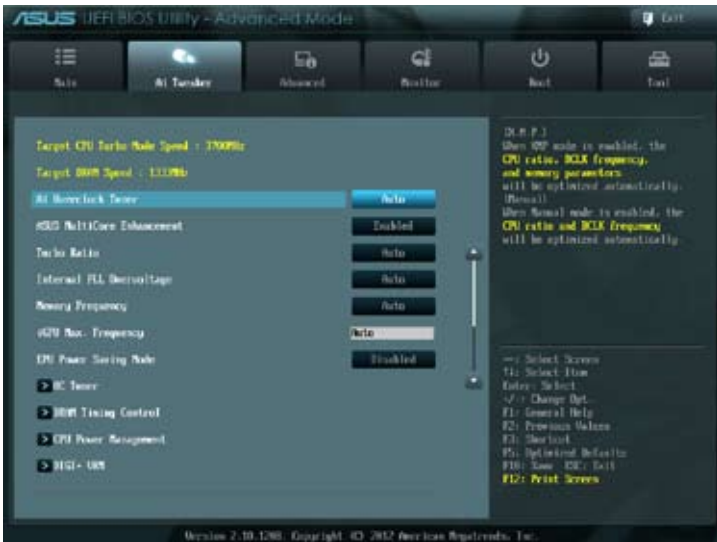 ASUS UEFI BIOS Utility - Advanced Mode
Exit
Main
Ai Tweaker
Advanced
Monitor
Boot
Tool
Target CPU Turbo-Mode Speed : 3700MHz
Target DRAM Speed : 1333MHz
Ai Overclock Tuner Auto
ASUS MultiCore Enhancement Enabled
Turbo Ratio Auto
Internal PLL Overvoltage Auto
Memory Frequency Auto
iGPU Max. Frequency Auto
EPU Power Saving Mode Disabled
> OC Tuner
> DRAM Timing Control
> CPU Power Management
> DIGI+ VRM
[X.M.P.]
When XMP mode is enabled, the
CPU ratio, BCLK frequency,
and memory parameters
will be optimized automatically.
[Manual]
When Manual mode is enabled, the
CPU ratio and BCLK frequency
will be optimized automatically.
→←: Select Screen
↑↓: Select Item
Enter: Select
+/-: Change Opt.
F1: General Help
F2: Previous Values
F3: Shortcut
F5: Optimized Defaults
F10: Save ESC: Exit
F12: Print Screen
Version 2.10.1208. Copyright (C) 2012 American Megatrends, Inc.